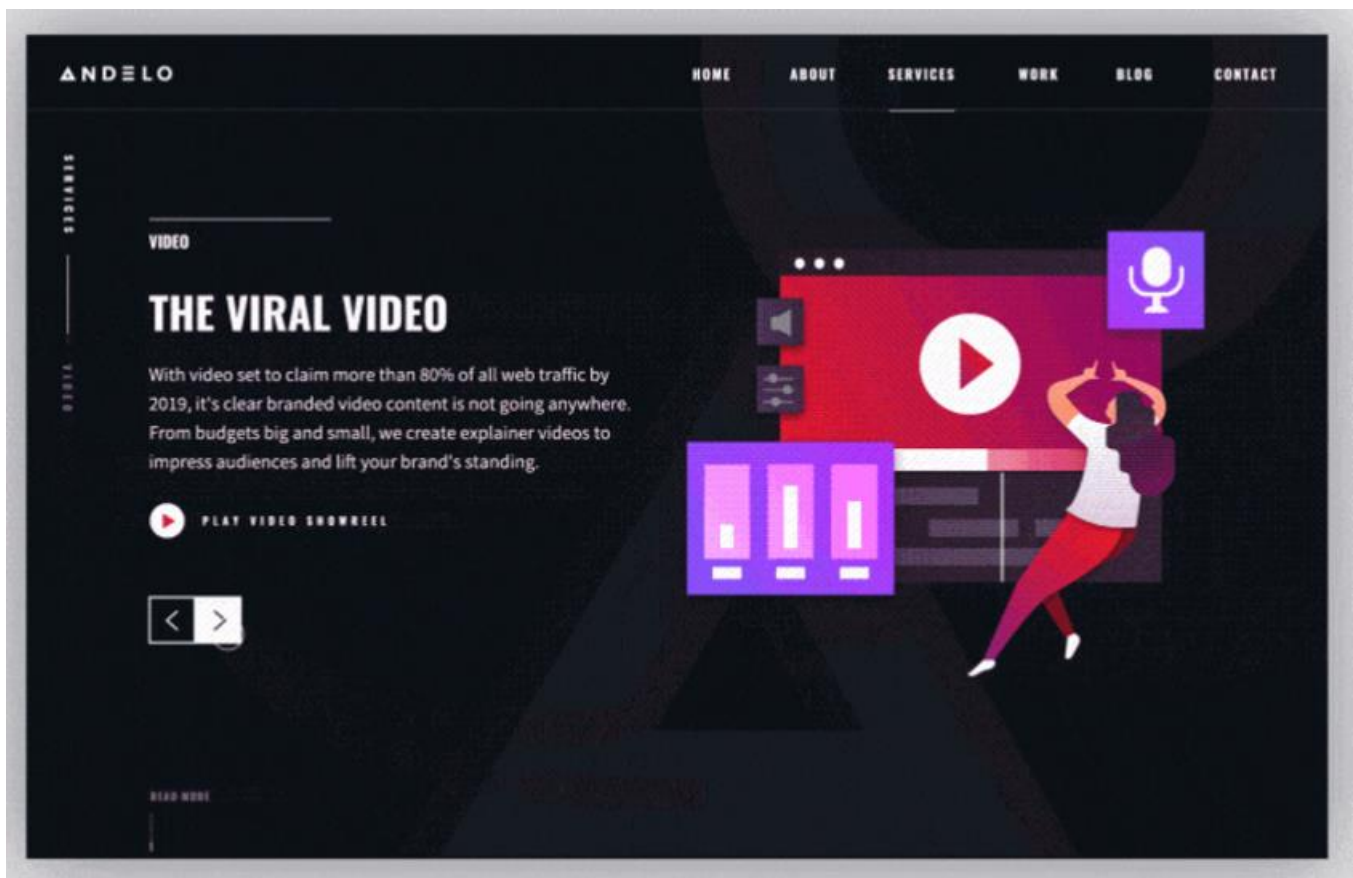 ANDELO
HOME ABOUT SERVICES WORK BLOG CONTACT
SERVICES
VIDEO
VIDEO
THE VIRAL VIDEO
With video set to claim more than 80% of all web traffic by
2019, it's clear branded video content is not going anywhere.
From budgets big and small, we create explainer videos to
impress audiences and lift your brand's standing.
PLAY VIDEO SHOWREEL
READ MORE